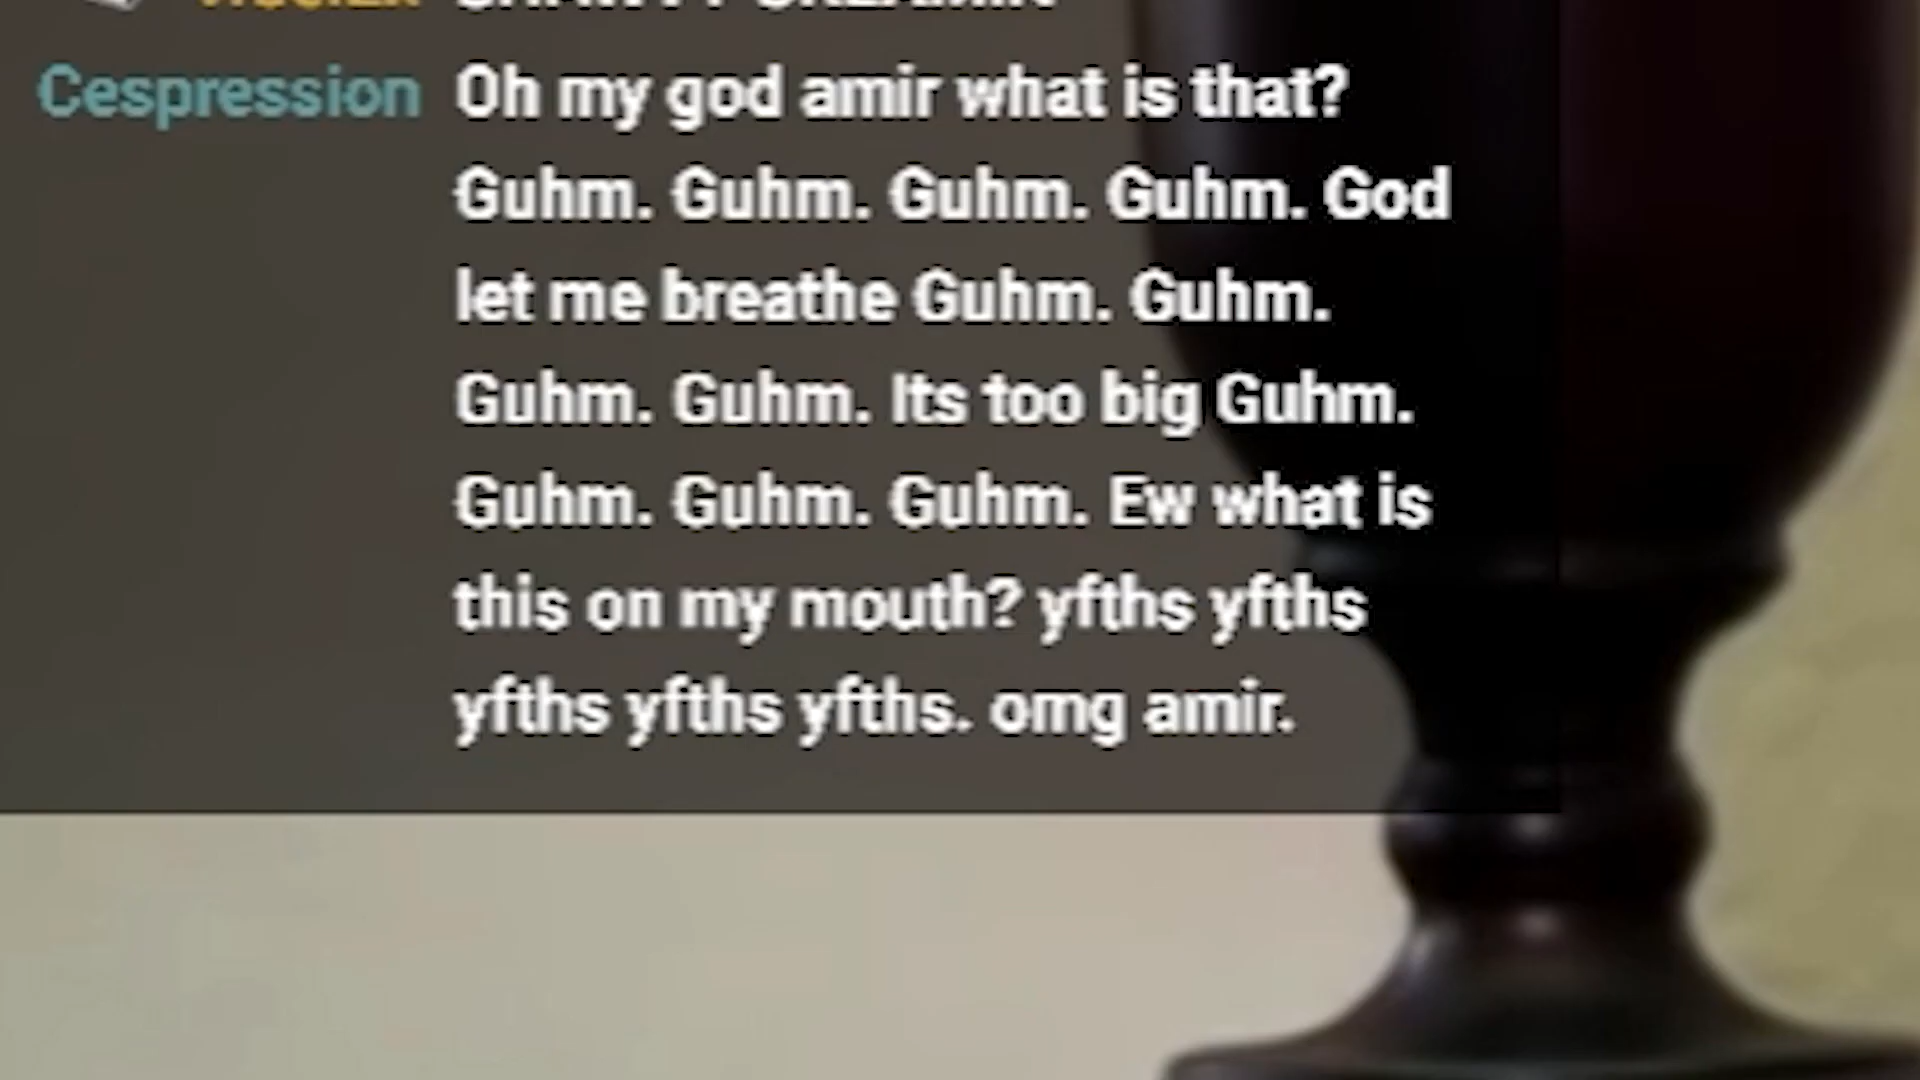 Cespression Oh my god amir what is that?
Guhm. Guhm. Guhm. Guhm. God
let me breathe Guhm. Guhm.
Guhm. Guhm. Its too big Guhm.
Guhm. Guhm. Guhm. Ew what is
this on my mouth? yfths yfths
yfths yfths yfths. omg amir.